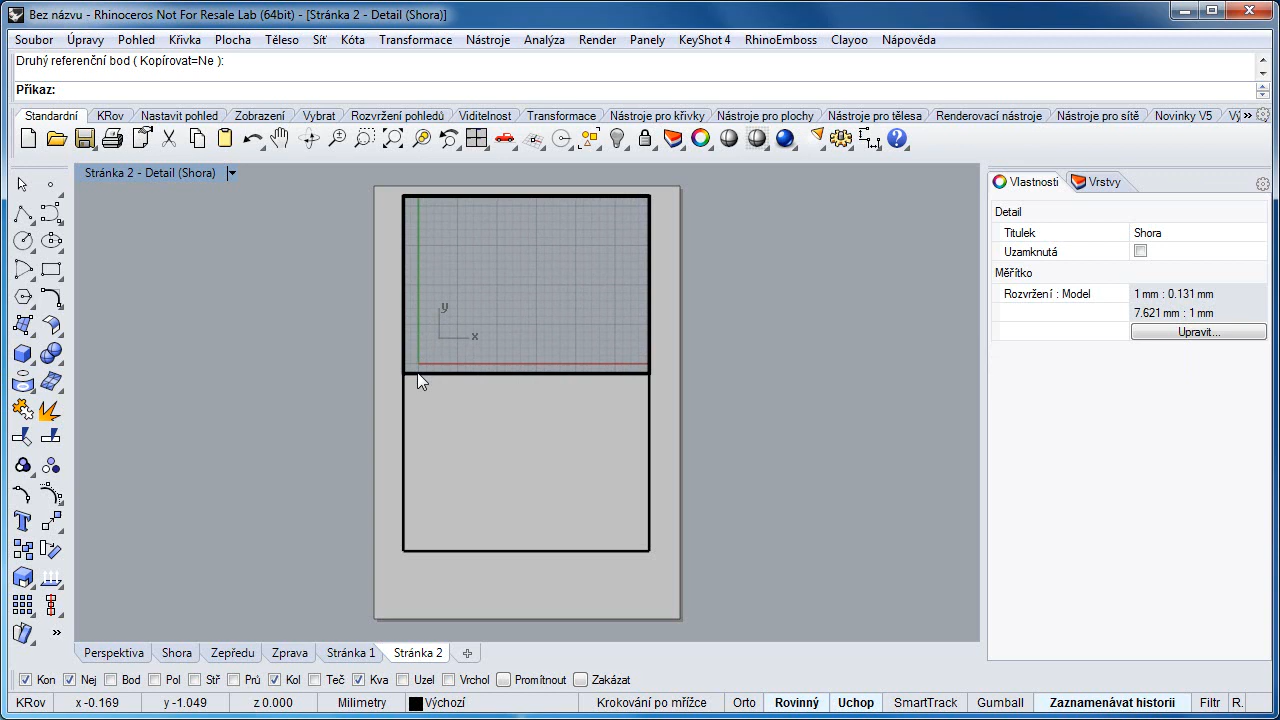 Bez názvu - Rhinoceros Not For Resale Lab (64bit) - [Stránka 2 - Detail (Shora)]
Soubor Úpravy Pohled Křivka Plocha Těleso Síť Kóta Transformace Nástroje Analýza Render Panely KeyShot 4 RhinoEmboss Clayoo Nápověda
Druhý referenční bod ( Kopírovat=Ne ):
Příkaz:
Standardní KRov Nastavit pohled Zobrazení Vybrat Rozvržení pohledů Viditelnost Transformace Nástroje pro křivky Nástroje pro plochy Nástroje pro tělesa Renderovací nástroje Nástroje pro sítě Novinky V5 Vý »
Stránka 2 - Detail (Shora)
Vlastnosti Vrstvy
Detail
Titulek Shora
Uzamknutá
Měřítko
Rozvržení : Model 1 mm : 0.131 mm
7.621 mm : 1 mm
Upravit...
y
x
»
Perspektiva Shora Zepředu Zprava Stránka 1 Stránka 2
Kon Nej Bod Pol Stř Prů Kol Teč Kva Uzel Vrchol Promítnout Zakázat
KRov x -0.169 y -1.049 z 0.000 Milimetry Výchozí Krokování po mřížce Orto Rovinný Uchop SmartTrack Gumball Zaznamenávat historii Filtr R.